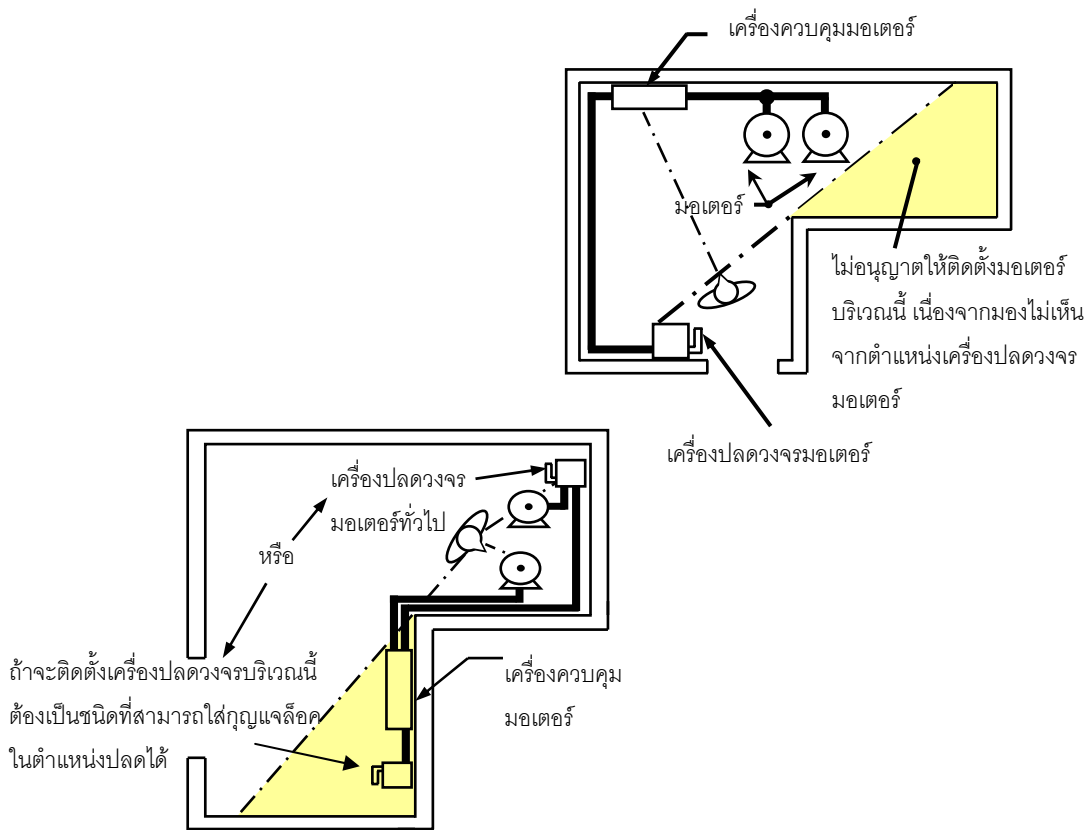 เครื่องควบคุมมอเตอร์
มอเตอร์
ไม่อนุญาตให้ติดตั้งมอเตอร์
บริเวณนี้ เนื่องจากมองไม่เห็น
จากตำแหน่งเครื่องปลดวงจร
มอเตอร์
เครื่องปลดวงจรมอเตอร์
เครื่องปลดวงจร
มอเตอร์ทั่วไป
หรือ
ถ้าจะติดตั้งเครื่องปลดวงจรบริเวณนี้
ต้องเป็นชนิดที่สามารถใส่กุญแจล็อค
ในตำแหน่งปลดได้
เครื่องควบคุม
มอเตอร์